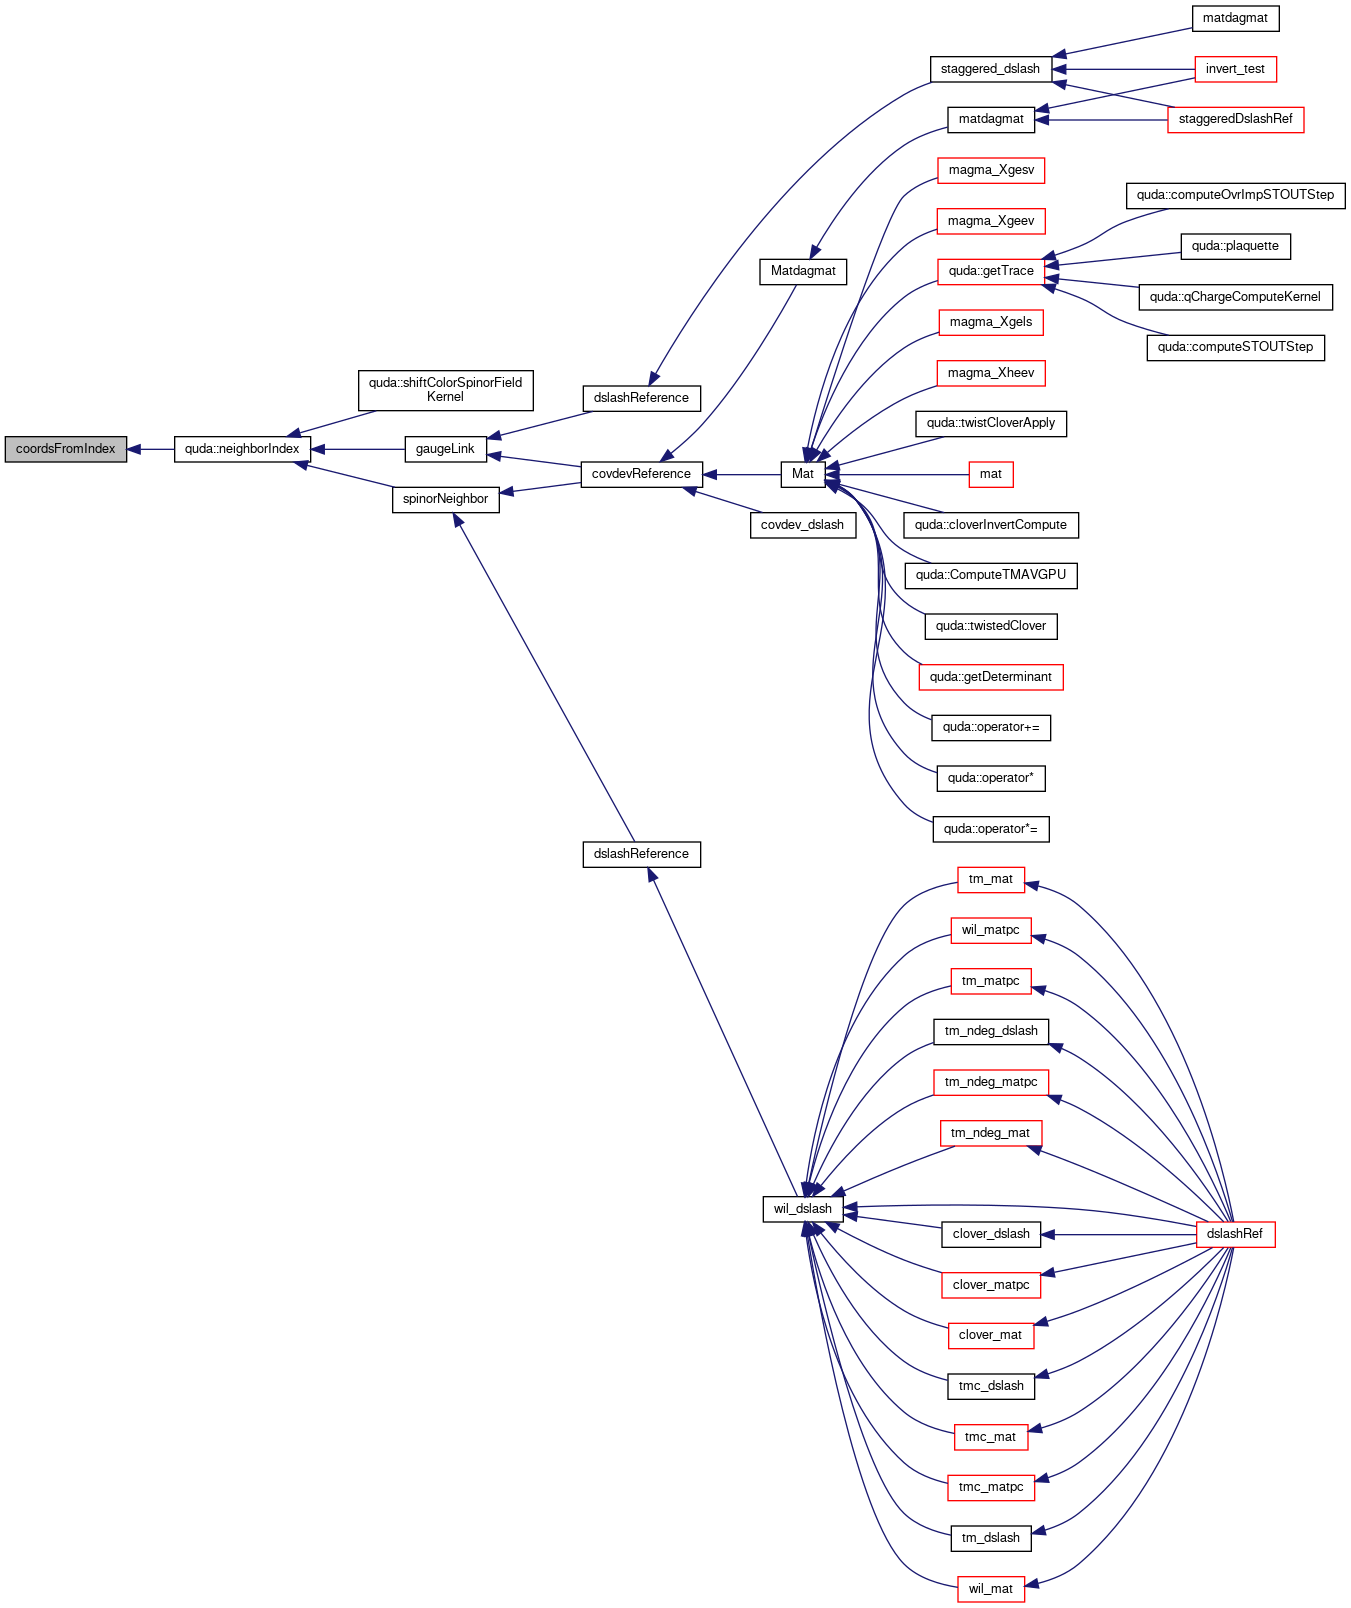 matdagmat
staggered_dslash
invert_test
matdagmat
staggeredDslashRef
magma_Xgesv
quda::computeOvrImpSTOUTStep
magma_Xgeev
quda::plaquette
Matdagmat
quda::getTrace
quda::qChargeComputeKernel
magma_Xgels
quda::computeSTOUTStep
magma_Xheev
quda::shiftColorSpinorField
Kernel
dslashReference
quda::twistCloverApply
coordsFromIndex
quda::neighborIndex
gaugeLink
covdevReference
Mat
mat
spinorNeighbor
covdev_dslash
quda::cloverInvertCompute
quda::ComputeTMAVGPU
quda::twistedClover
quda::getDeterminant
quda::operator+=
quda::operator*
quda::operator*=
dslashReference
tm_mat
wil_matpc
tm_matpc
tm_ndeg_dslash
tm_ndeg_matpc
tm_ndeg_mat
wil_dslash
clover_dslash
dslashRef
clover_matpc
clover_mat
tmc_dslash
tmc_mat
tmc_matpc
tm_dslash
wil_mat